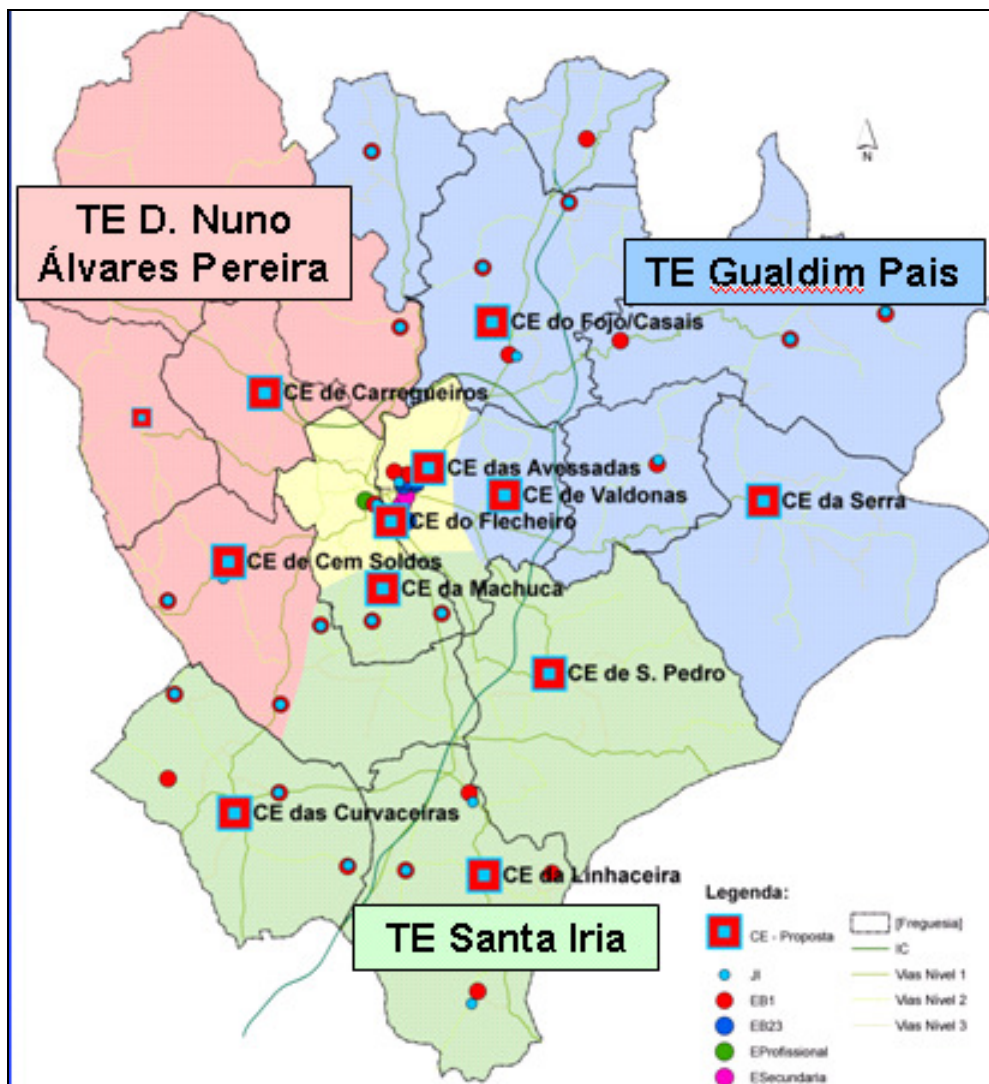 N
TE D. Nuno
Álvares Pereira
TE Gualdim Pais
CE do Fojo/Casais
CE de Carregueiros
CE das Avessadas
CE de Valdonas
CE da Serra
CE do Flecheiro
CE de Cem Soldos
CE da Machuca
CE de S. Pedro
CE das Curvaceiras
CE da Linhaceira
TE Santa Iria
Legenda:
CE - Proposta
JI
EB1
EB23
EProfissional
ESecundaria
[Freguesia]
IC
Vias Nivel 1
Vias Nivel 2
Vias Nivel 3